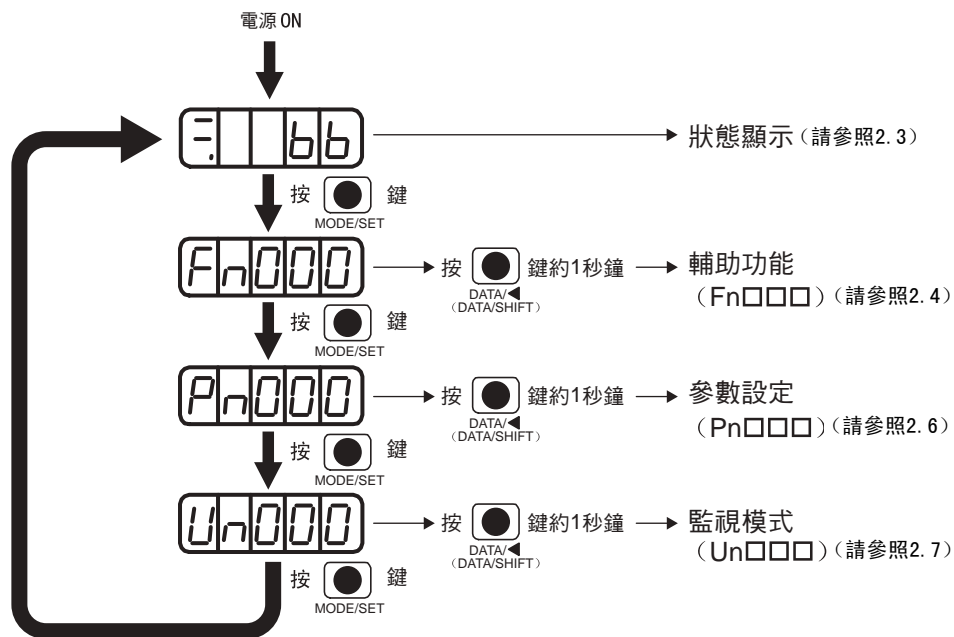 電源 ON
bb
狀態顯示（請參照2.3）
按 鍵
MODE/SET
Fn000
按 鍵約1秒鐘
DATA/◀
（DATA/SHIFT）
輔助功能
（Fn□□□）（請參照2.4）
按 鍵
MODE/SET
Pn000
按 鍵約1秒鐘
DATA/◀
（DATA/SHIFT）
參數設定
（Pn□□□）（請參照2.6）
按 鍵
MODE/SET
Un000
按 鍵約1秒鐘
DATA/◀
（DATA/SHIFT）
監視模式
（Un□□□）（請參照2.7）
按 鍵
MODE/SET